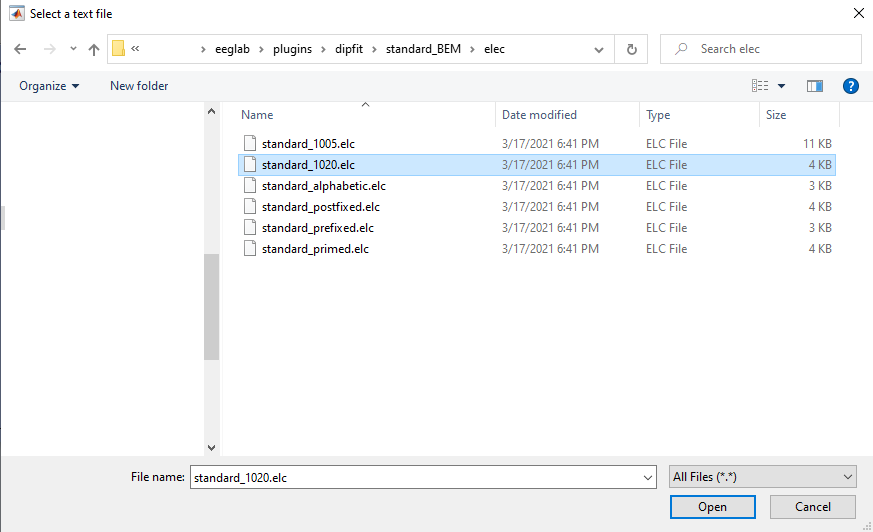 Select a text file
« eeglab > plugins > dipfit > standard_BEM > elec
Search elec
Organize New folder
Name Date modified Type Size
standard_1005.elc 3/17/2021 6:41 PM ELC File 11 KB
standard_1020.elc 3/17/2021 6:41 PM ELC File 4 KB
standard_alphabetic.elc 3/17/2021 6:41 PM ELC File 3 KB
standard_postfixed.elc 3/17/2021 6:41 PM ELC File 4 KB
standard_prefixed.elc 3/17/2021 6:41 PM ELC File 3 KB
standard_primed.elc 3/17/2021 6:41 PM ELC File 4 KB
File name: standard_1020.elc All Files (*.*)
Open Cancel